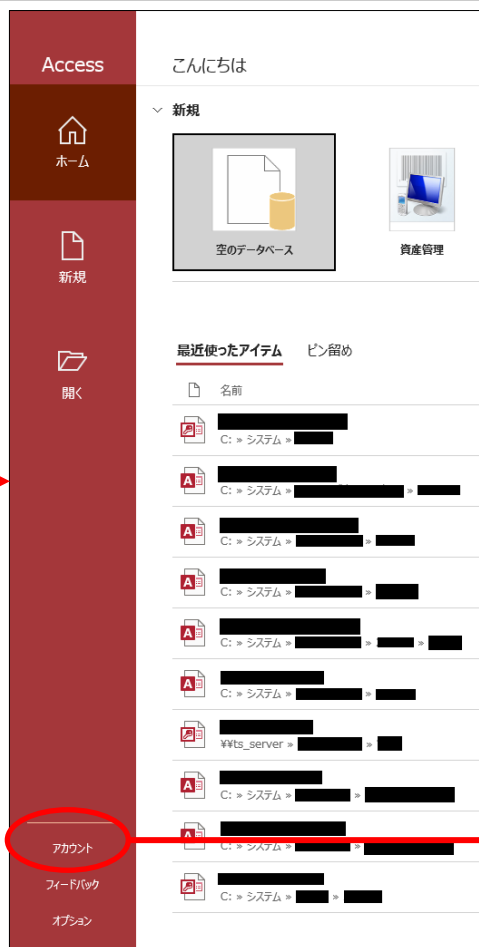 Access
こんにちは
ホーム
新規
開く
アカウント
フィードバック
オプション
新規
空のデータベース
資産管理
最近使ったアイテム
ピン留め
名前
C: » システム »
C: » システム » »
C: » システム » »
C: » システム » »
C: » システム » » »
C: » システム » »
¥¥ts_server » »
C: » システム » »
C: » システム » »
C: » システム » »